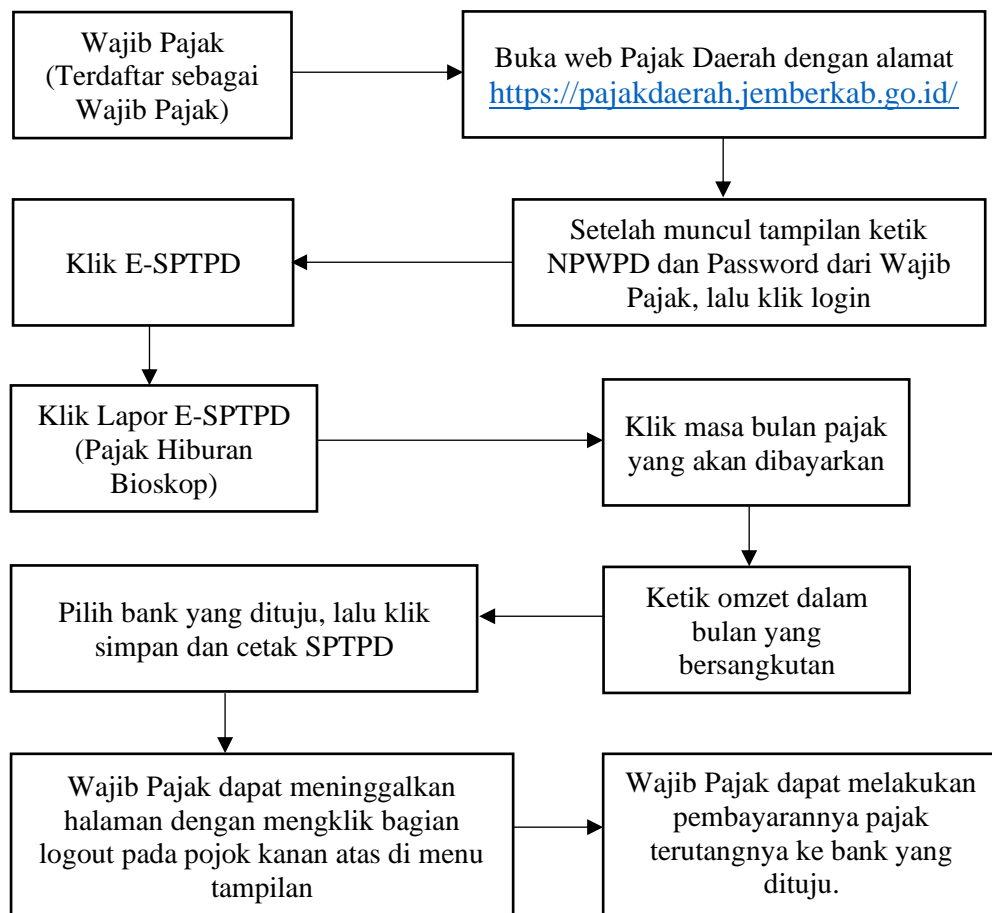 Wajib Pajak
(Terdaftar sebagai
Wajib Pajak)
Buka web Pajak Daerah dengan alamat
https://pajakdaerah.jemberkab.go.id/
Setelah muncul tampilan ketik
NPWPD dan Password dari Wajib
Pajak, lalu klik login
Klik E-SPTPD
Klik Lapor E-SPTPD
(Pajak Hiburan
Bioskop)
Klik masa bulan pajak
yang akan dibayarkan
Ketik omzet dalam
bulan yang
bersangkutan
Pilih bank yang dituju, lalu klik
simpan dan cetak SPTPD
Wajib Pajak dapat meninggalkan
halaman dengan mengklik bagian
logout pada pojok kanan atas di menu
tampilan
Wajib Pajak dapat melakukan
pembayarannya pajak
terutangnya ke bank yang
dituju.